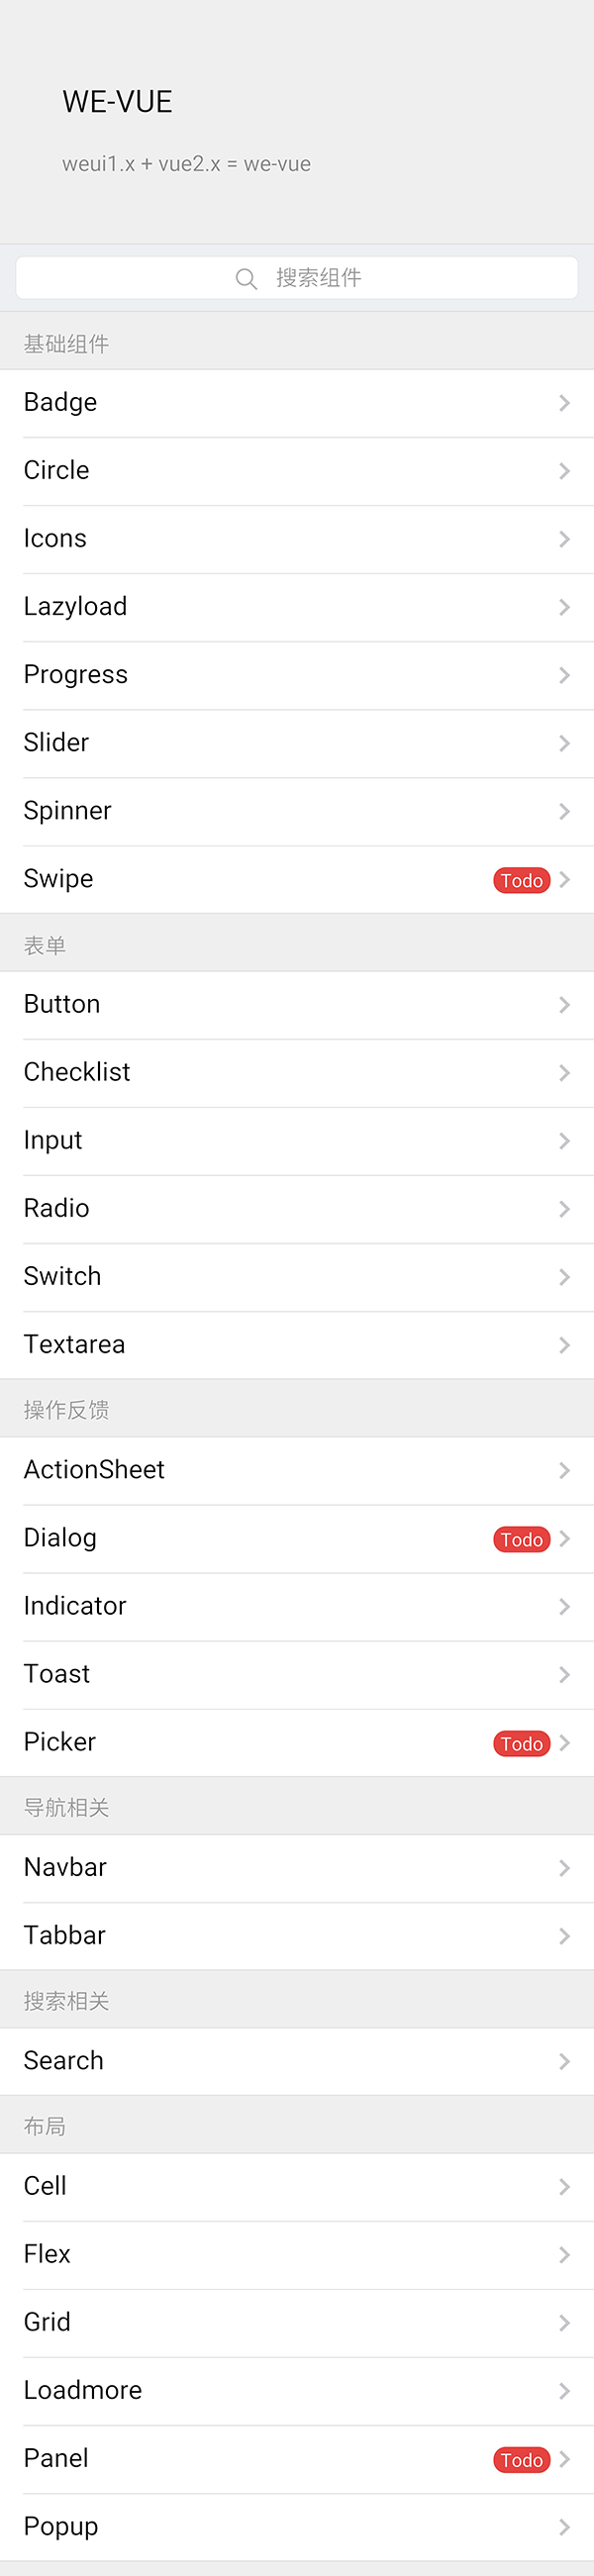 WE-VUE
weui1.x + vue2.x = we-vue
搜索组件
基础组件
Badge
Circle
Icons
Lazyload
Progress
Slider
Spinner
Swipe Todo
表单
Button
Checklist
Input
Radio
Switch
Textarea
操作反馈
ActionSheet
Dialog Todo
Indicator
Toast
Picker Todo
导航相关
Navbar
Tabbar
搜索相关
Search
布局
Cell
Flex
Grid
Loadmore
Panel Todo
Popup